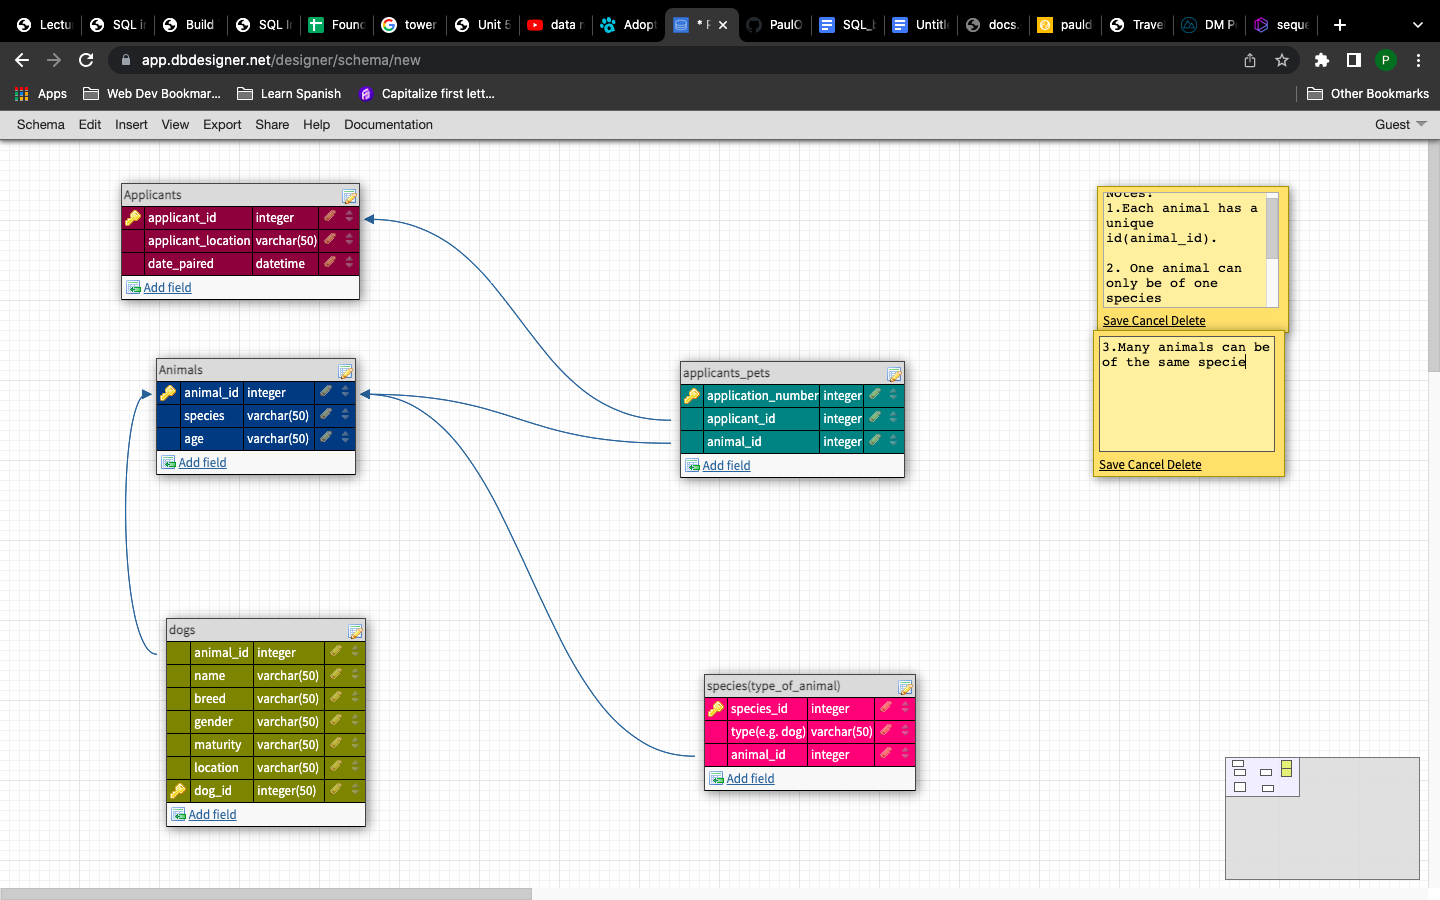 Lectu
SQL i
Build
SQL I
Found
tower
Unit 5
data r
Adopt
* F
PaulO
SQL_t
Untitl
docs.
pauld
Trave
DM P
seque
app.dbdesigner.net/designer/schema/new
P
Apps
Web Dev Bookmar...
Learn Spanish
Capitalize first lett...
Other Bookmarks
Schema Edit Insert View Export Share Help Documentation
Guest
Applicants
applicant_id integer
applicant_location varchar(50)
date_paired datetime
Add field
Animals
animal_id integer
species varchar(50)
age varchar(50)
Add field
applicants_pets
application_number integer
applicant_id integer
animal_id integer
Add field
Notes:
1.Each animal has a
unique
id(animal_id).
2. One animal can
only be of one
species
Save Cancel Delete
3.Many animals can be
of the same specie
Save Cancel Delete
dogs
animal_id integer
name varchar(50)
breed varchar(50)
gender varchar(50)
maturity varchar(50)
location varchar(50)
dog_id integer(50)
Add field
species(type_of_animal)
species_id integer
type(e.g. dog) varchar(50)
animal_id integer
Add field